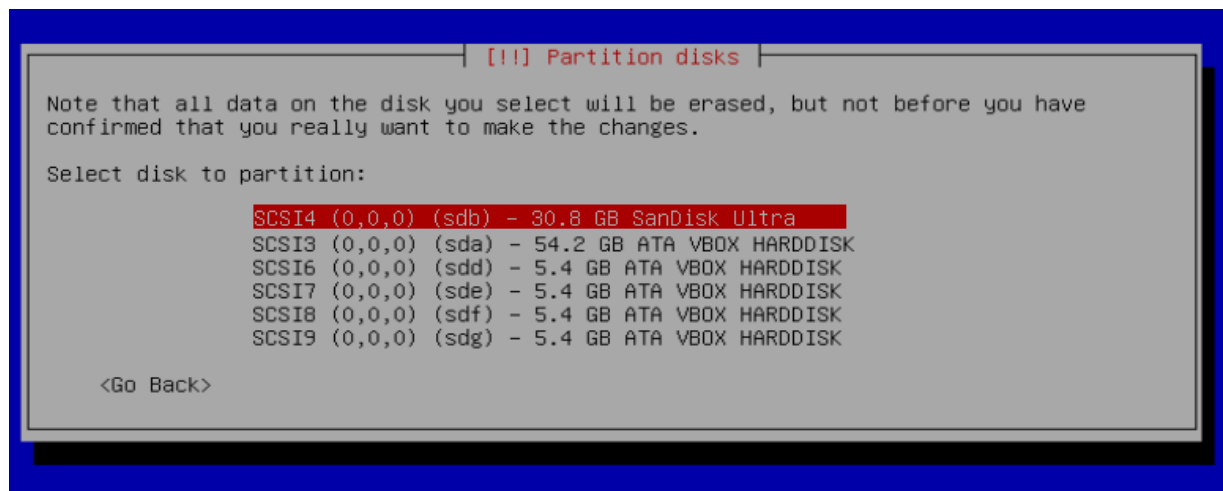 [!!] Partition disks
Note that all data on the disk you select will be erased, but not before you have
confirmed that you really want to make the changes.
Select disk to partition:
SCSI4 (0,0,0) (sdb) - 30.8 GB SanDisk Ultra
SCSI3 (0,0,0) (sda) - 54.2 GB ATA VBOX HARDDISK
SCSI6 (0,0,0) (sdd) - 5.4 GB ATA VBOX HARDDISK
SCSI7 (0,0,0) (sde) - 5.4 GB ATA VBOX HARDDISK
SCSI8 (0,0,0) (sdf) - 5.4 GB ATA VBOX HARDDISK
SCSI9 (0,0,0) (sdg) - 5.4 GB ATA VBOX HARDDISK
<Go Back>